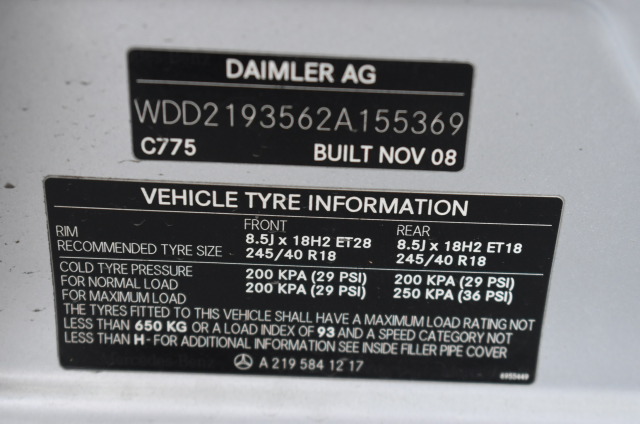 DAIMLER AG
WDD2193562A155369
C775 BUILT NOV 08
VEHICLE TYRE INFORMATION
FRONT REAR
RIM 8.5J x 18H2 ET28 8.5J x 18H2 ET18
RECOMMENDED TYRE SIZE 245/40 R18 245/40 R18
COLD TYRE PRESSURE
FOR NORMAL LOAD 200 KPA (29 PSI) 200 KPA (29 PSI)
FOR MAXIMUM LOAD 200 KPA (29 PSI) 250 KPA (36 PSI)
THE TYRES FITTED TO THIS VEHICLE SHALL HAVE A MAXIMUM LOAD RATING NOT
LESS THAN 650 KG OR A LOAD INDEX OF 93 AND A SPEED CATEGORY NOT
LESS THAN H - FOR ADDITIONAL INFORMATION SEE INSIDE FILLER PIPE COVER
Mercedes-Benz A 219 584 12 17